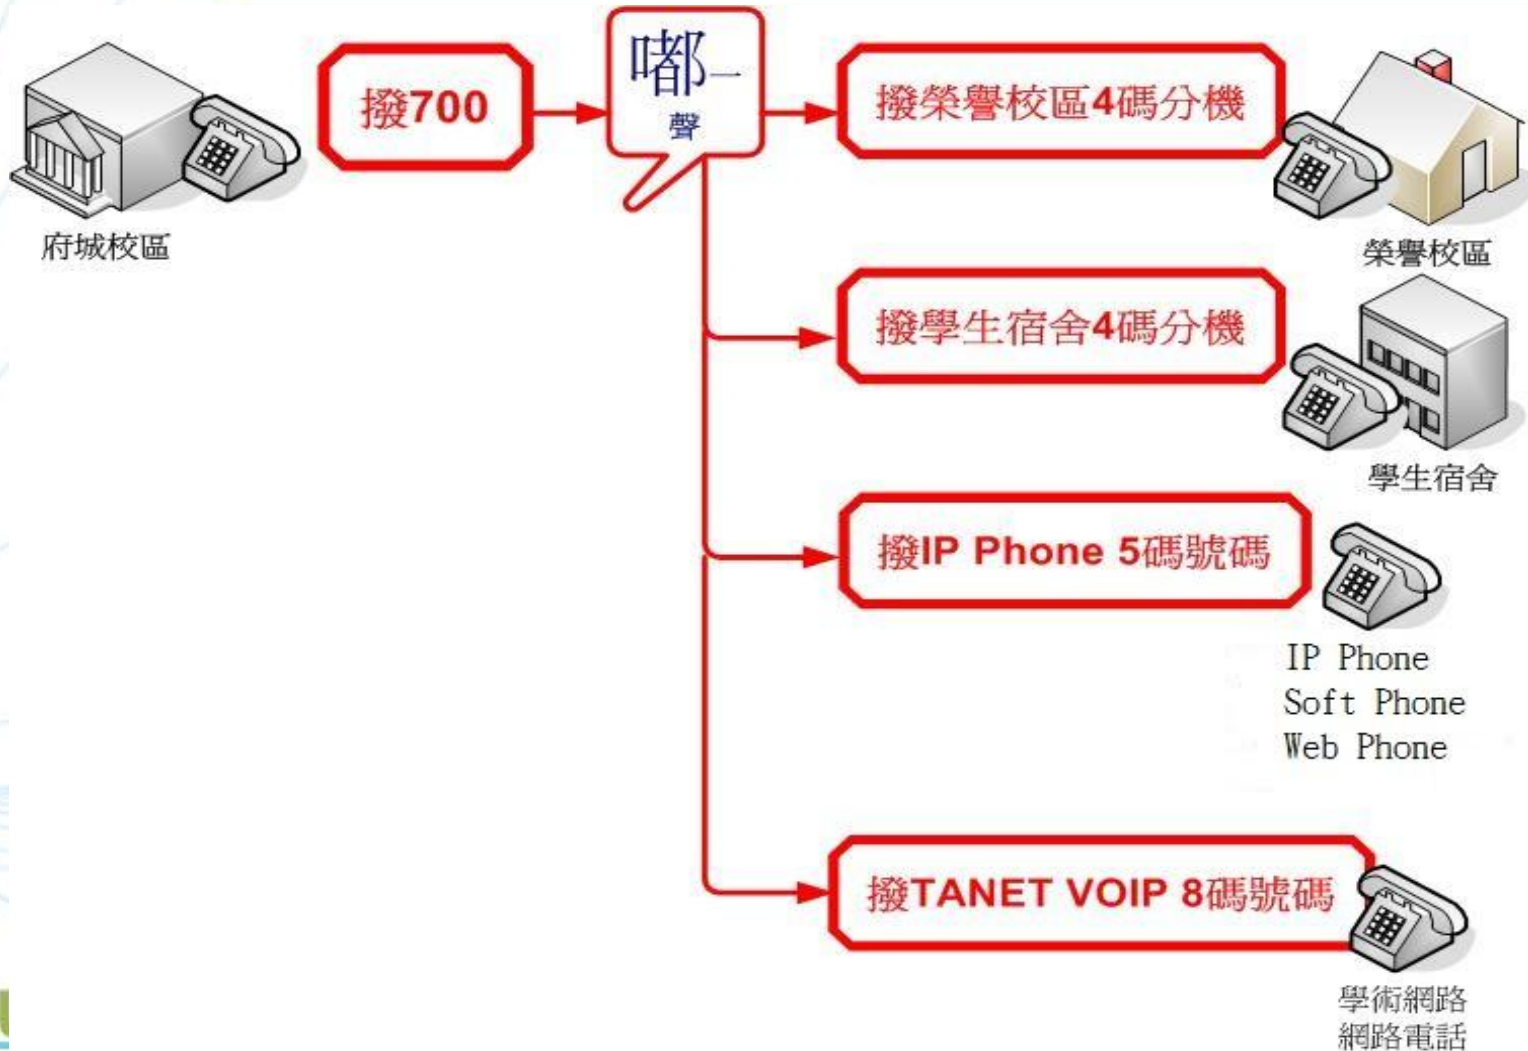 府城校區
撥700
嘟一
聲
撥榮譽校區4碼分機
榮譽校區
撥學生宿舍4碼分機
學生宿舍
撥IP Phone 5碼號碼
IP Phone
Soft Phone
Web Phone
撥TANET VOIP 8碼號碼
學術網路
網路電話